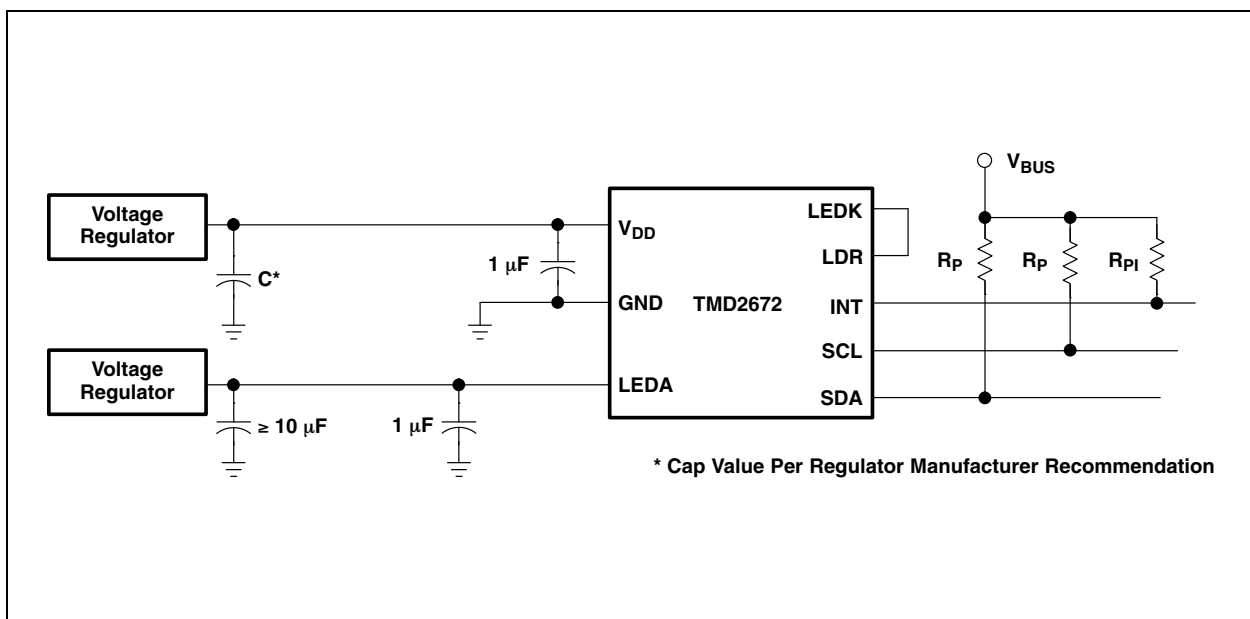 V_BUS
Voltage
Regulator
LEDK
V_DD
LDR
1 μF
R_P
R_P
R_PI
C*
GND
TMD2672
INT
SCL
Voltage
Regulator
LEDA
SDA
≥ 10 μF
1 μF
* Cap Value Per Regulator Manufacturer Recommendation